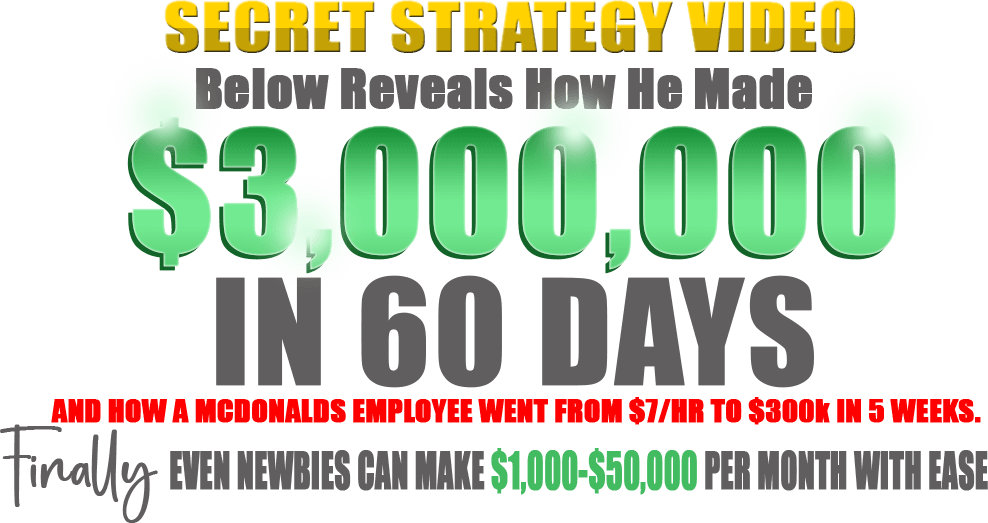 SECRET STRATEGY VIDEO
Below Reveals How He Made
$3,000,000
IN 60 DAYS
AND HOW A MCDONALDS EMPLOYEE WENT FROM $7/HR TO $300k IN 5 WEEKS.
Finally EVEN NEWBIES CAN MAKE $1,000-$50,000 PER MONTH WITH EASE